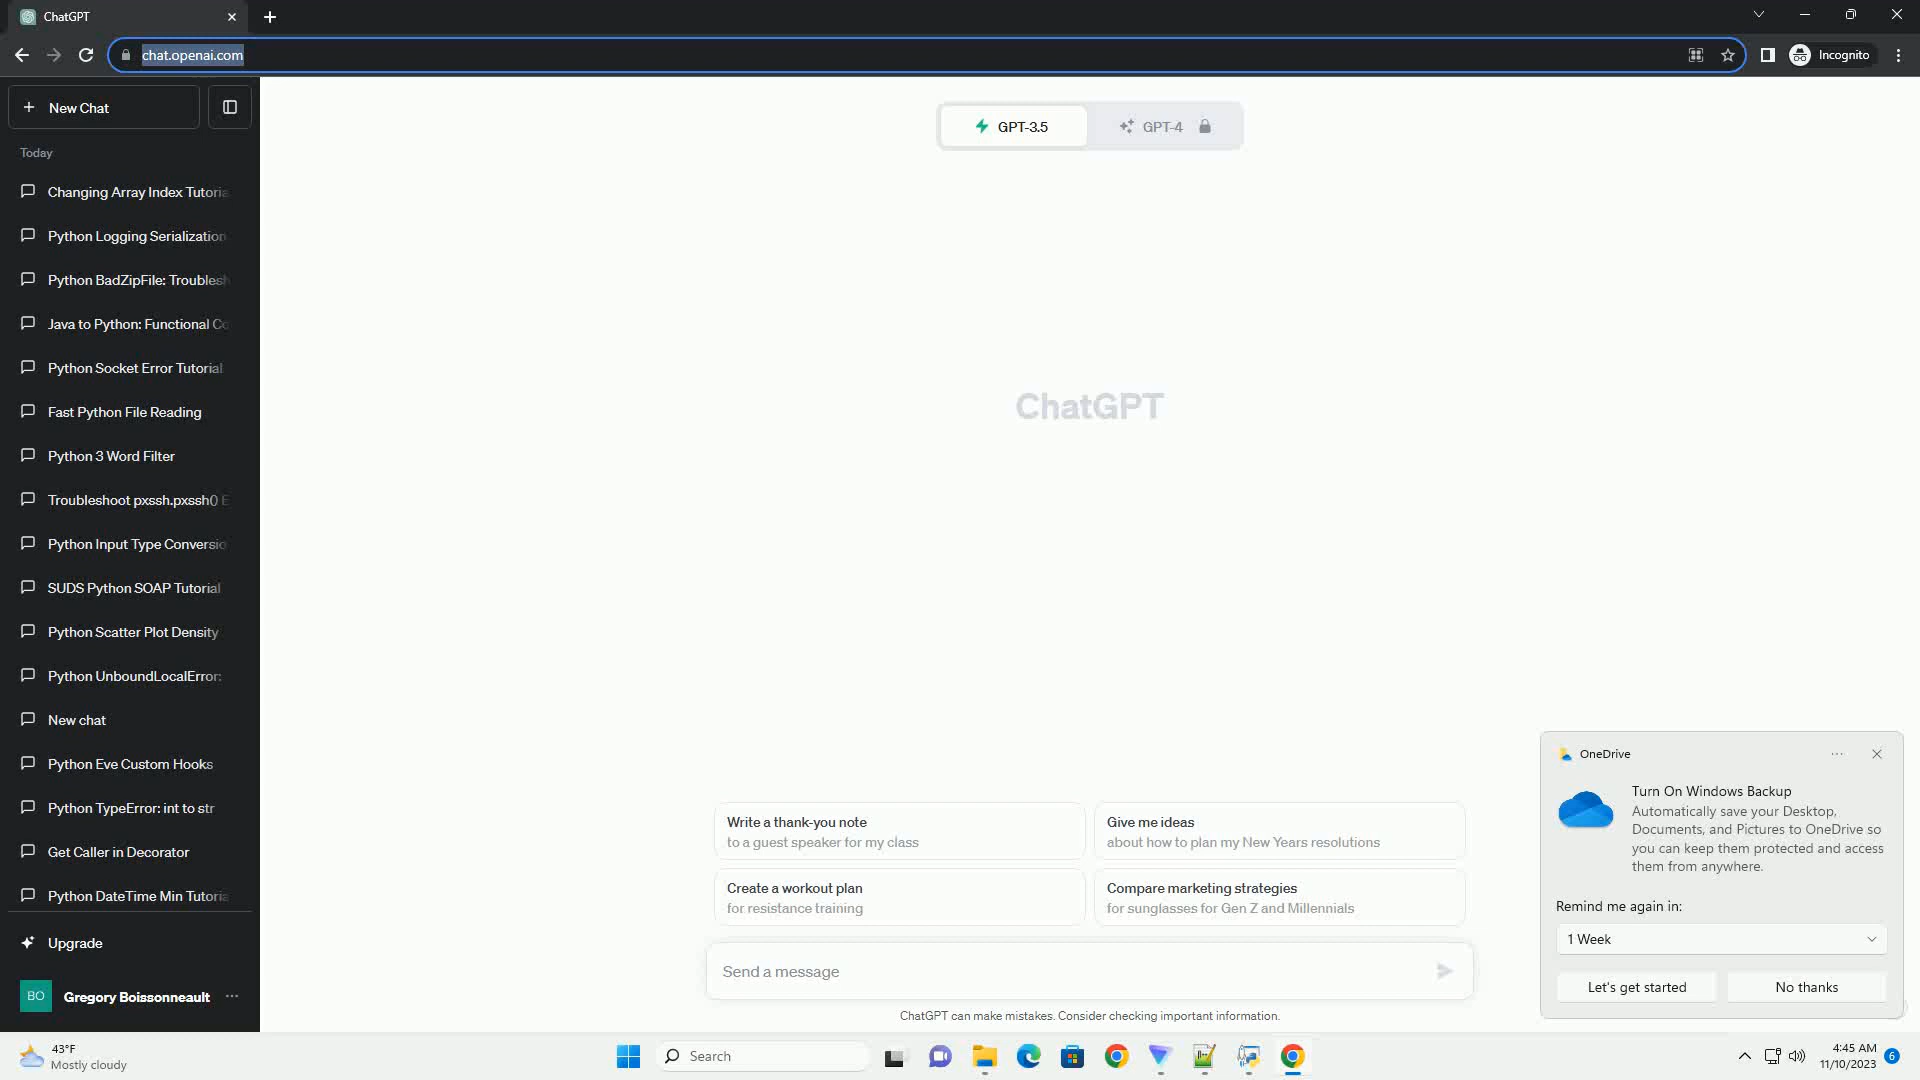 ChatGPT
chat.openai.com
Incognito
New Chat
Today
Changing Array Index Tutoria
Python Logging Serialization
Python BadZipFile: Troublesh
Java to Python: Functional Co
Python Socket Error Tutorial
Fast Python File Reading
Python 3 Word Filter
Troubleshoot pxssh.pxssh() E
Python Input Type Conversio
SUDS Python SOAP Tutorial
Python Scatter Plot Density
Python UnboundLocalError:
New chat
Python Eve Custom Hooks
Python TypeError: int to str
Get Caller in Decorator
Python DateTime Min Tutoria
Upgrade
BO Gregory Boissonneault
GPT-3.5 GPT-4
ChatGPT
Write a thank-you note
to a guest speaker for my class
Give me ideas
about how to plan my New Years resolutions
Create a workout plan
for resistance training
Compare marketing strategies
for sunglasses for Gen Z and Millennials
Send a message
ChatGPT can make mistakes. Consider checking important information.
OneDrive
Turn On Windows Backup
Automatically save your Desktop,
Documents, and Pictures to OneDrive so
you can keep them protected and access
them from anywhere.
Remind me again in:
1 Week
Let's get started No thanks
43°F
Mostly cloudy
Search
4:45 AM
11/10/2023
6